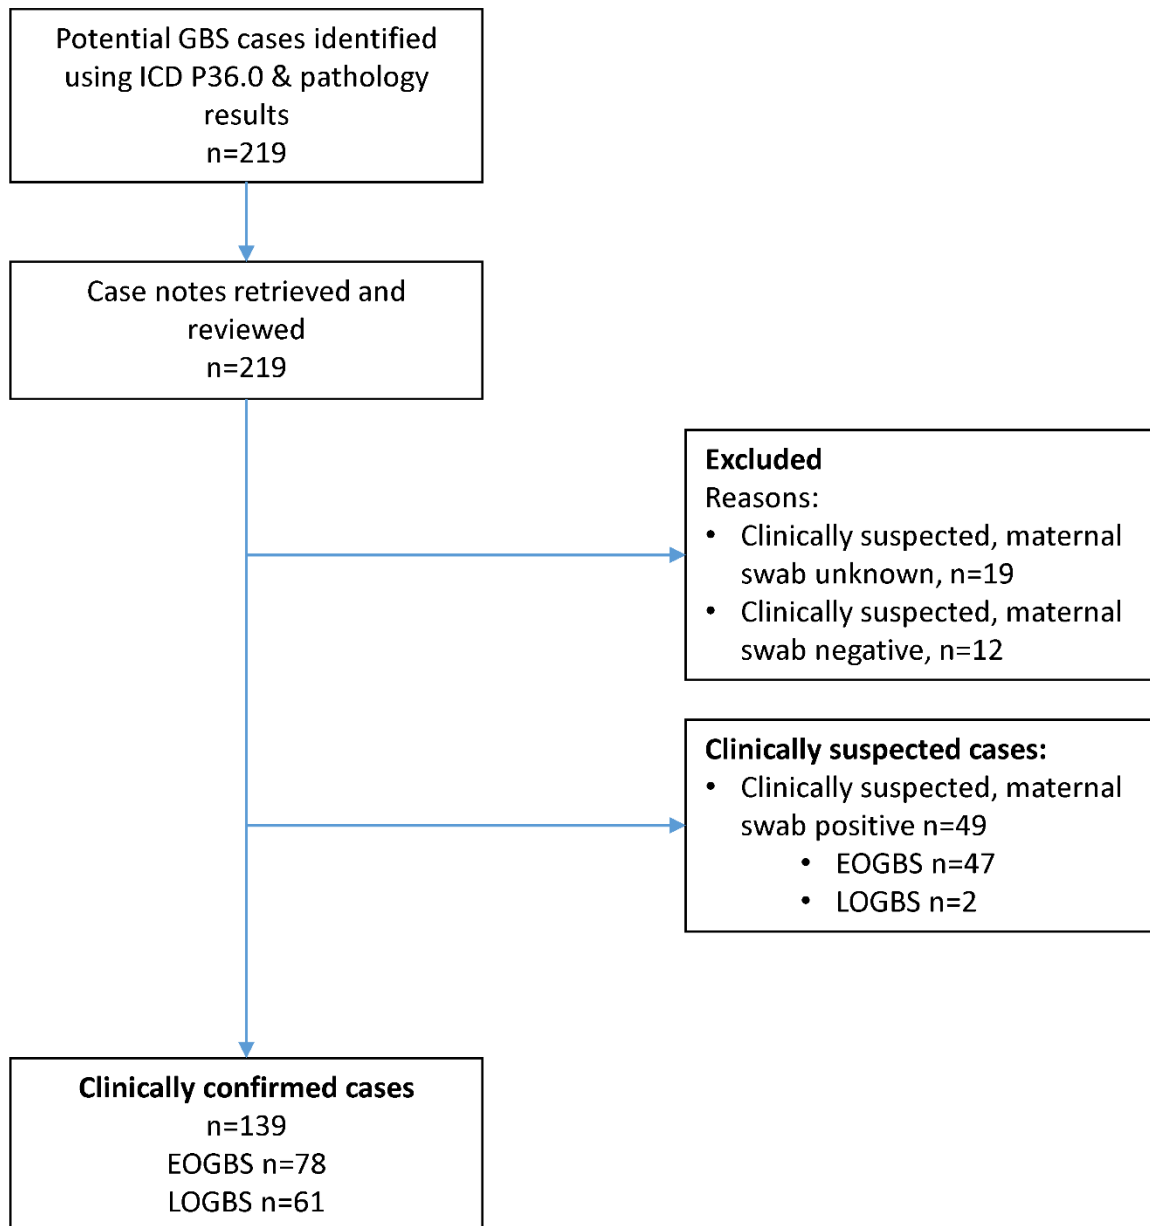 Potential GBS cases identified
using ICD P36.0 & pathology
results
n=219
Case notes retrieved and
reviewed
n=219
Excluded
Reasons:
• Clinically suspected, maternal
swab unknown, n=19
• Clinically suspected, maternal
swab negative, n=12
Clinically suspected cases:
• Clinically suspected, maternal
swab positive n=49
• EOGBS n=47
• LOGBS n=2
Clinically confirmed cases
n=139
EOGBS n=78
LOGBS n=61